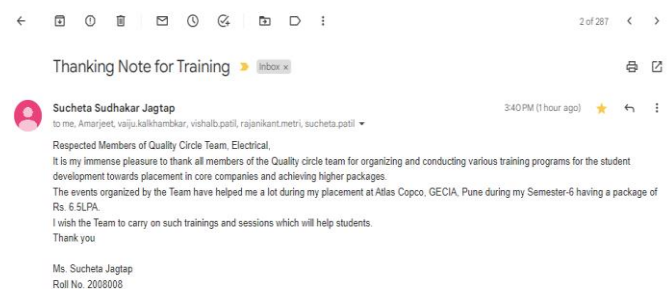 2 of 287
Thanking Note for Training Inbox ×
Sucheta Sudhakar Jagtap 3:40 PM (1 hour ago)
to me, Amarjeet, vaiju.kalkhambkar, vishalb.patil, rajanikant.metri, sucheta.patil
Respected Members of Quality Circle Team, Electrical,
It is my immense pleasure to thank all members of the Quality circle team for organizing and conducting various training programs for the student
development towards placement in core companies and achieving higher packages.
The events organized by the Team have helped me a lot during my placement at Atlas Copco, GECIA, Pune during my Semester-6 having a package of
Rs. 6.5LPA.
I wish the Team to carry on such trainings and sessions which will help students.
Thank you
Ms. Sucheta Jagtap
Roll No. 2008008